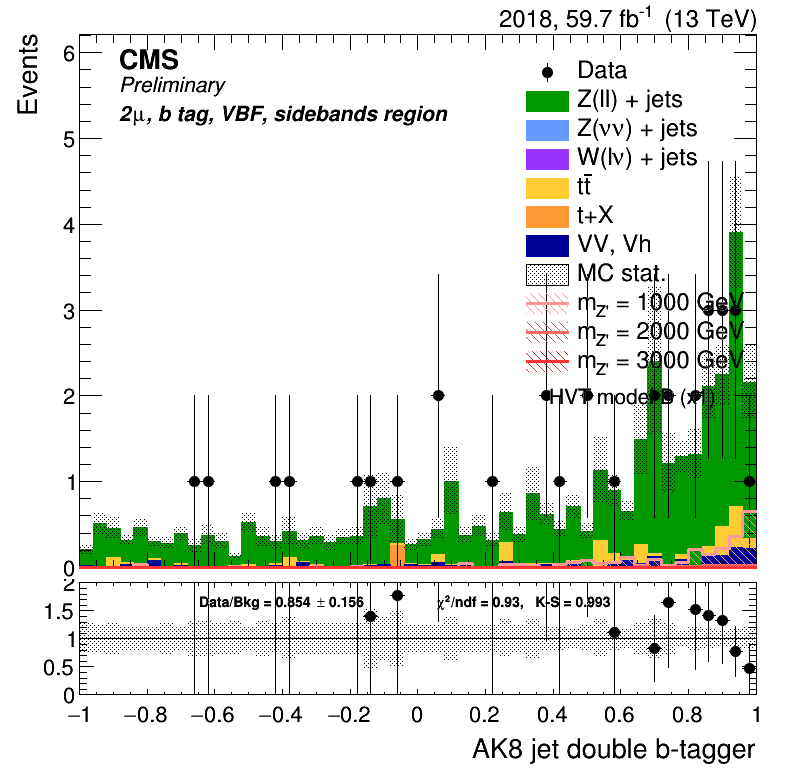 2018, 59.7 fb⁻¹ (13 TeV)
Events
CMS
Preliminary
2μ, b tag, VBF, sidebands region
Data
Z(ll) + jets
Z(νν) + jets
W(lν) + jets
tt̄
t+X
VV, Vh
MC stat.
m_Z' = 1000 GeV
m_Z' = 2000 GeV
m_Z' = 3000 GeV
HVT model B (x1)
6
5
4
3
2
1
0
Data/Bkg = 0.854 ± 0.156
χ²/ndf = 0.93, K-S = 0.993
2
1.5
1
0.5
0
−1 −0.8 −0.6 −0.4 −0.2 0 0.2 0.4 0.6 0.8 1
AK8 jet double b-tagger